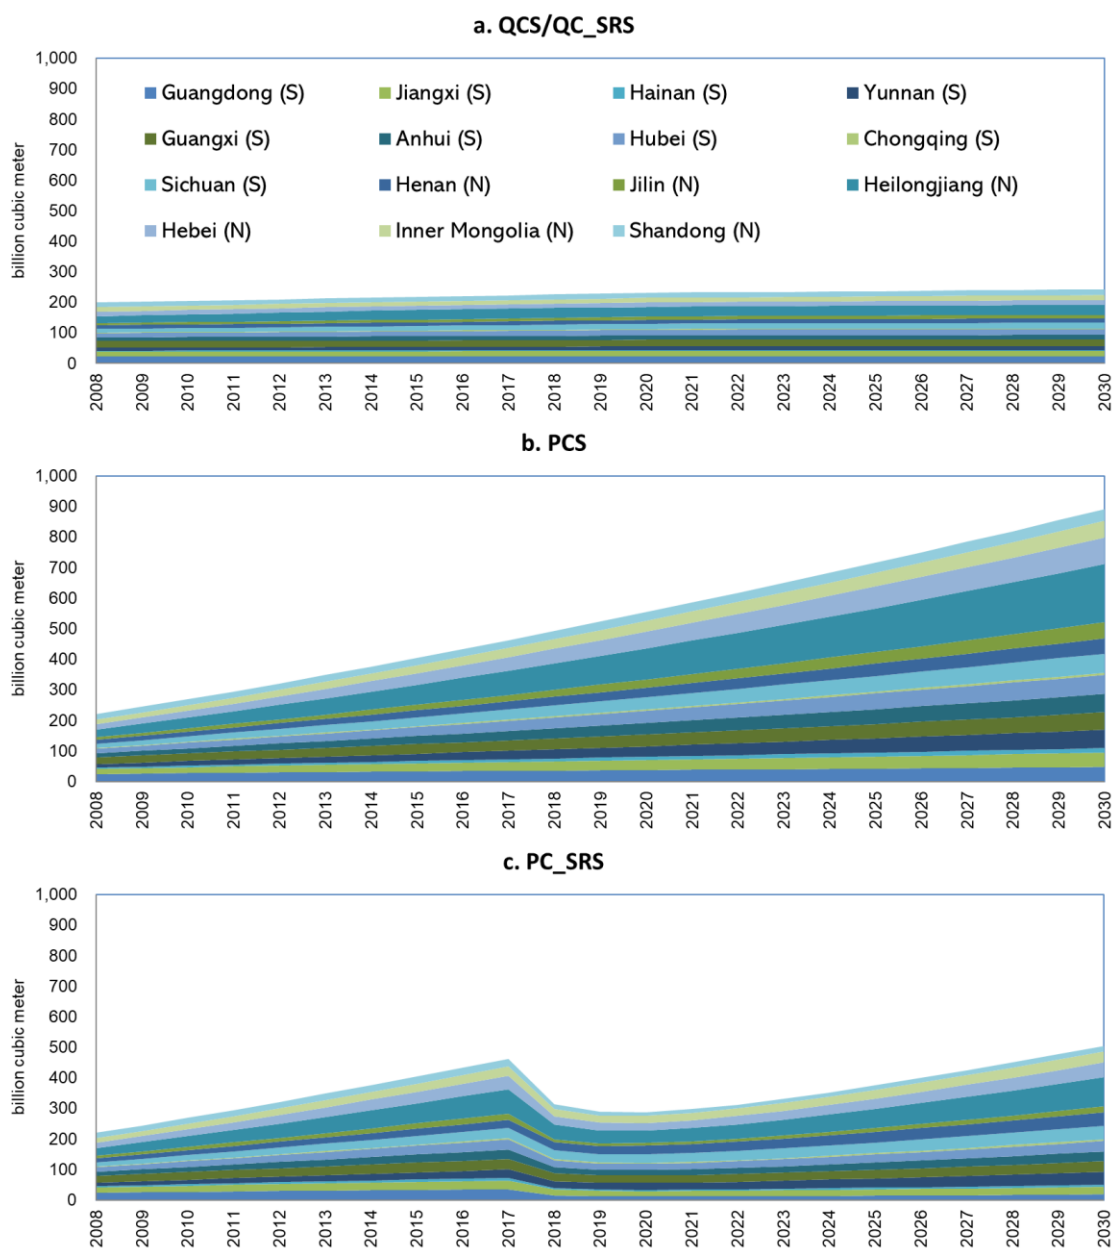 a. QCS/QC_SRS
billion cubic meter
1,000
900
800
700
600
500
400
300
200
100
0
Guangdong (S) Jiangxi (S) Hainan (S) Yunnan (S)
Guangxi (S) Anhui (S) Hubei (S) Chongqing (S)
Sichuan (S) Henan (N) Jilin (N) Heilongjiang (N)
Hebei (N) Inner Mongolia (N) Shandong (N)
2008 2009 2010 2011 2012 2013 2014 2015 2016 2017 2018 2019 2020 2021 2022 2023 2024 2025 2026 2027 2028 2029 2030
b. PCS
billion cubic meter
1,000
900
800
700
600
500
400
300
200
100
0
2008 2009 2010 2011 2012 2013 2014 2015 2016 2017 2018 2019 2020 2021 2022 2023 2024 2025 2026 2027 2028 2029 2030
c. PC_SRS
billion cubic meter
1,000
900
800
700
600
500
400
300
200
100
0
2008 2009 2010 2011 2012 2013 2014 2015 2016 2017 2018 2019 2020 2021 2022 2023 2024 2025 2026 2027 2028 2029 2030